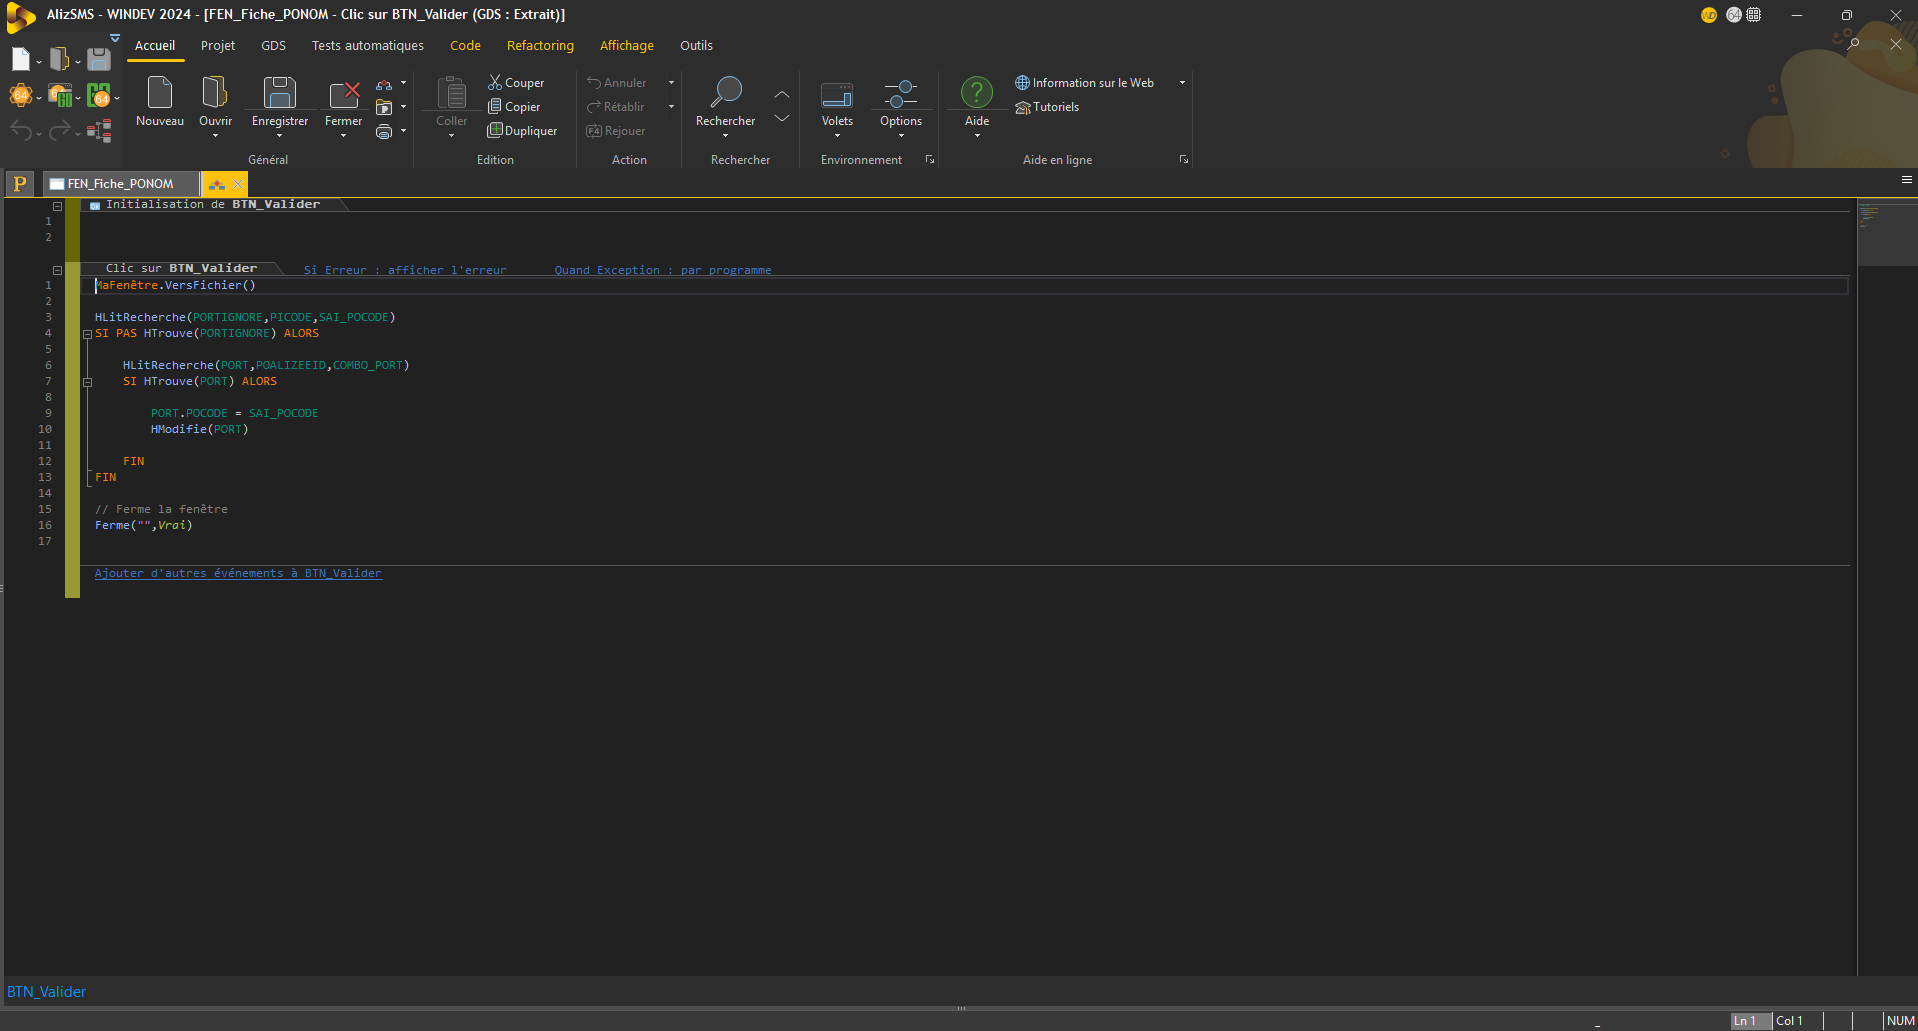 AlizSMS - WINDEV 2024 - [FEN_Fiche_PONOM - Clic sur BTN_Valider (GDS : Extrait)]
WD 64
Accueil Projet GDS Tests automatiques Code Refactoring Affichage Outils
Nouveau Ouvrir Enregistrer Fermer
Coller Couper Copier Dupliquer
Annuler Rétablir F4 Rejouer
Rechercher
Volets Options
? Aide Information sur le Web Tutoriels
Général Edition Action Rechercher Environnement Aide en ligne
P FEN_Fiche_PONOM
Initialisation de BTN_Valider
1
2
Clic sur BTN_Valider Si Erreur : afficher l'erreur Quand Exception : par programme
1 MaFenêtre.VersFichier()
2
3 HLitRecherche(PORTIGNORE,PICODE,SAI_POCODE)
4 SI PAS HTrouve(PORTIGNORE) ALORS
5
6 HLitRecherche(PORT,POALIZEEID,COMBO_PORT)
7 SI HTrouve(PORT) ALORS
8
9 PORT.POCODE = SAI_POCODE
10 HModifie(PORT)
11
12 FIN
13 FIN
14
15 // Ferme la fenêtre
16 Ferme("",Vrai)
17
Ajouter d'autres événements à BTN_Valider
BTN_Valider
Ln 1 Col 1 NUM